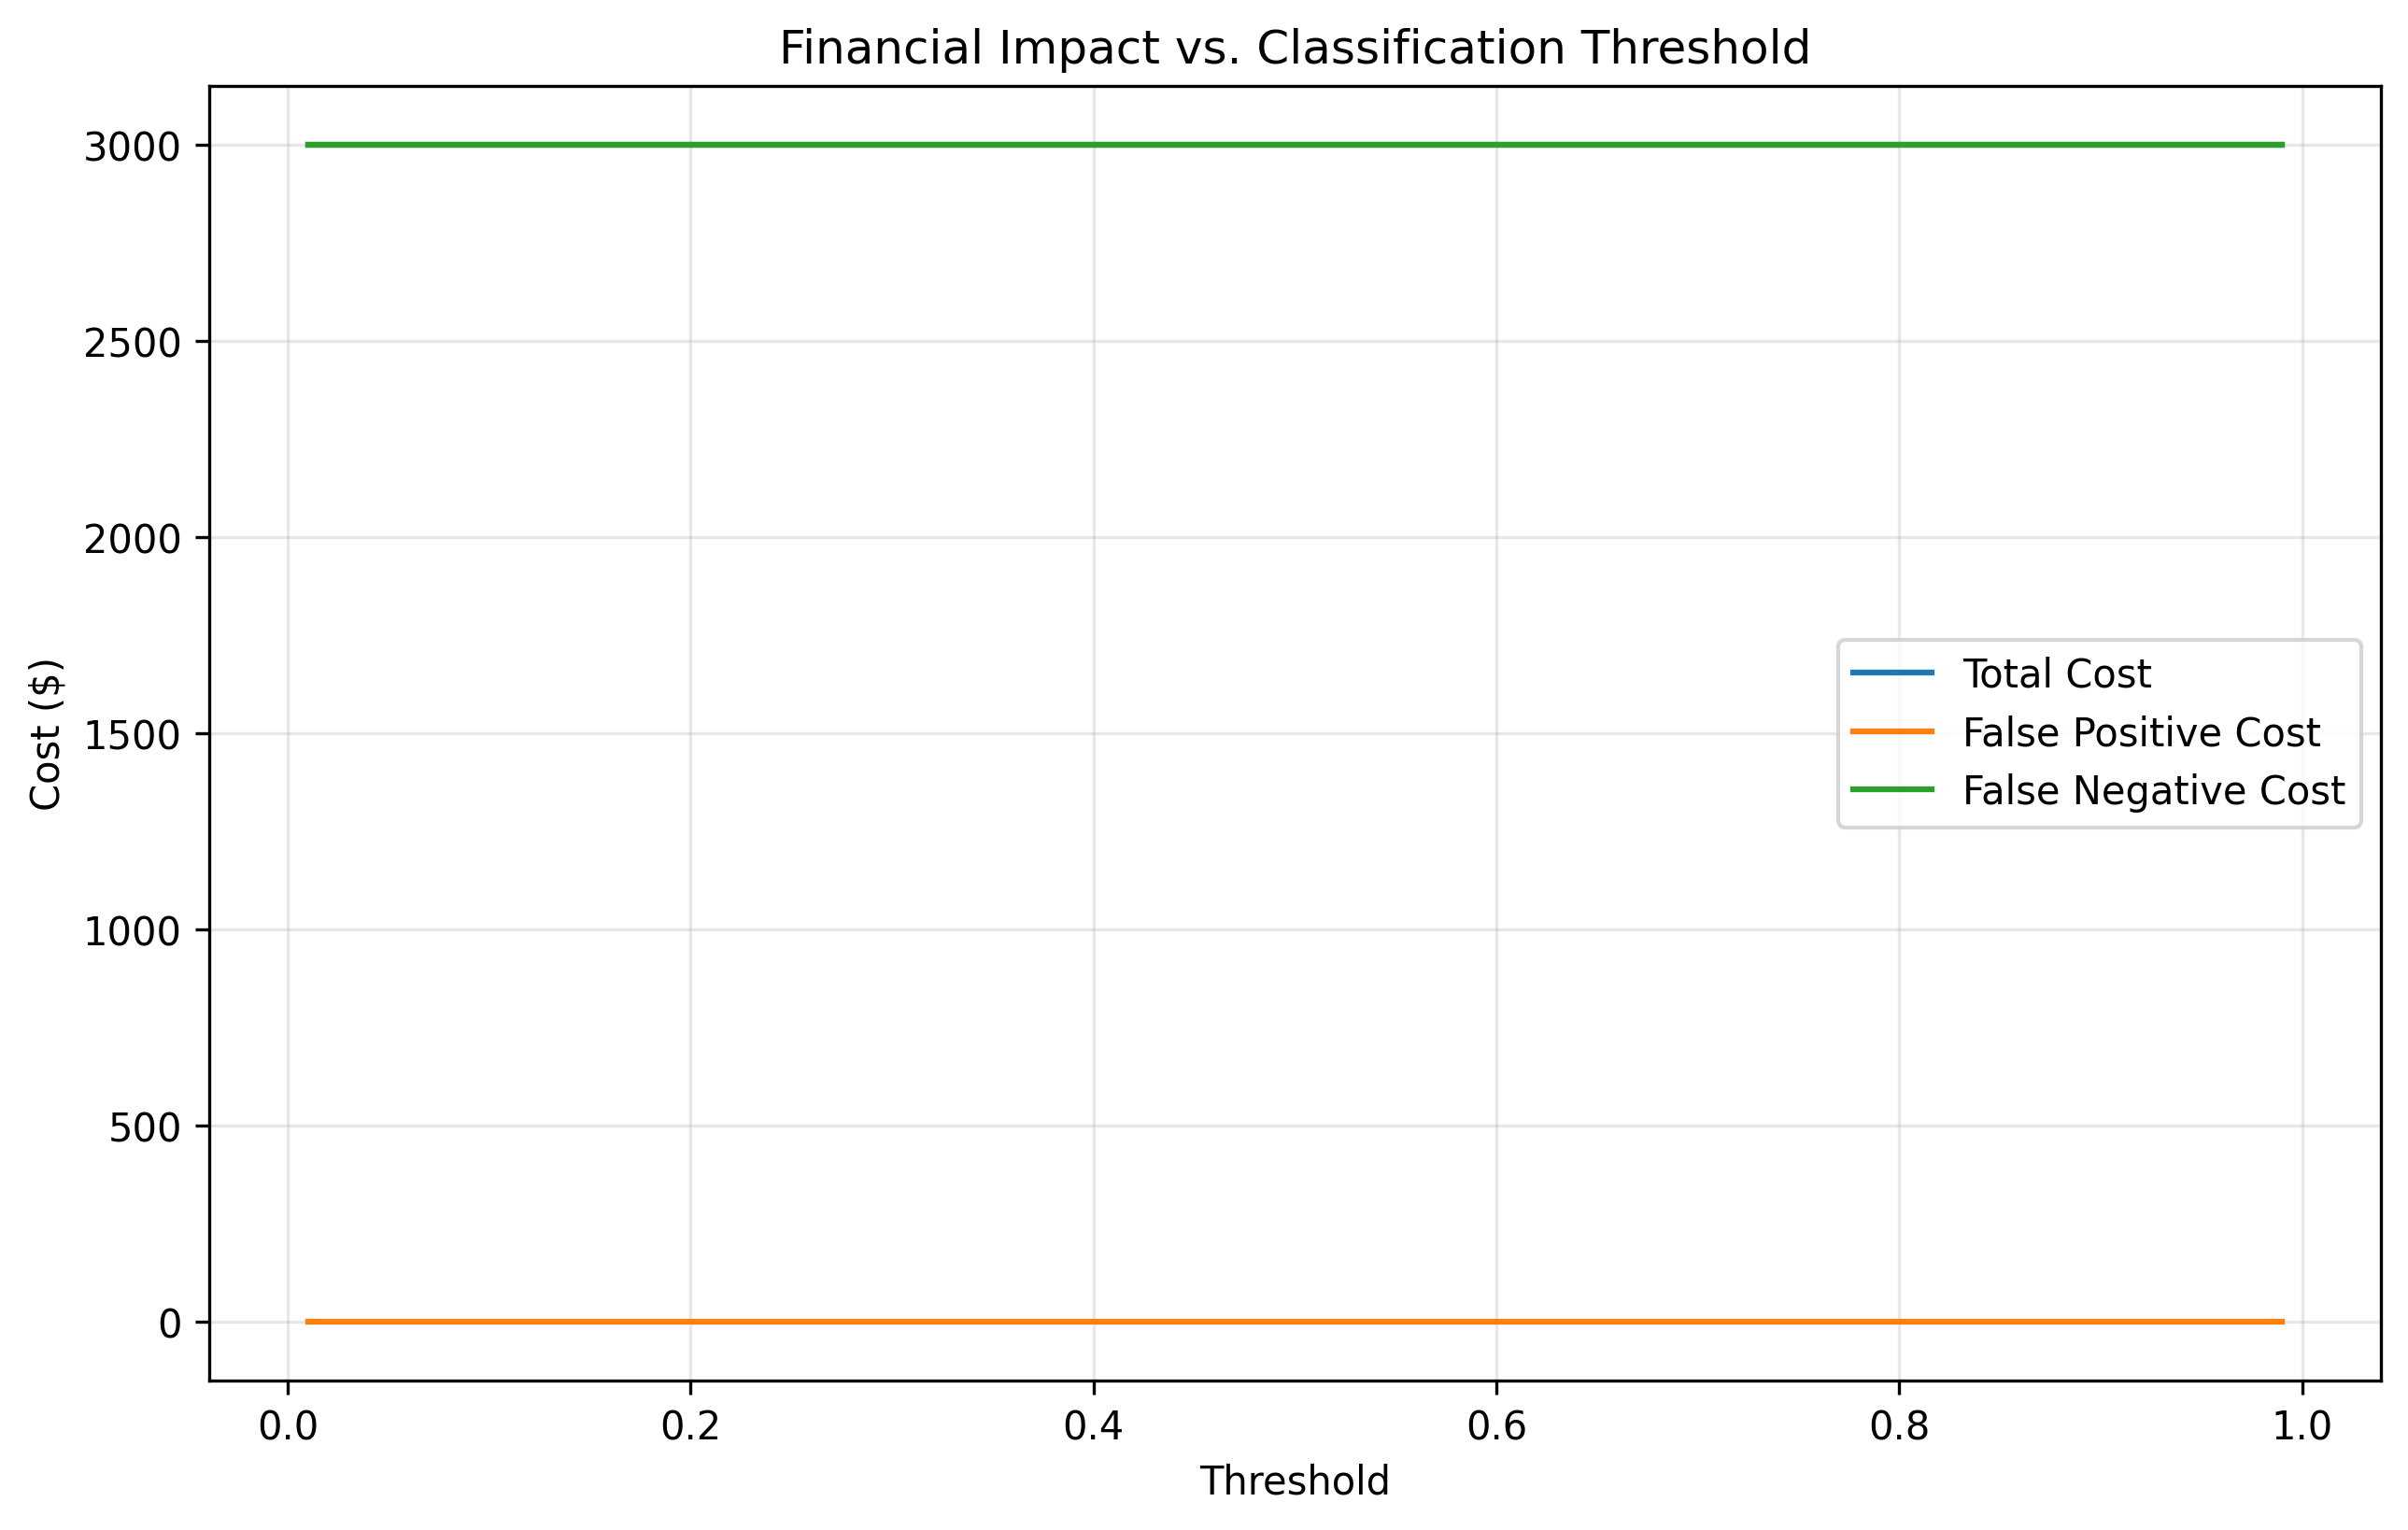 Financial Impact vs. Classification Threshold
3000
2500
2000
1500
1000
500
0
Cost ($)
Total Cost
False Positive Cost
False Negative Cost
0.0 0.2 0.4 0.6 0.8 1.0
Threshold